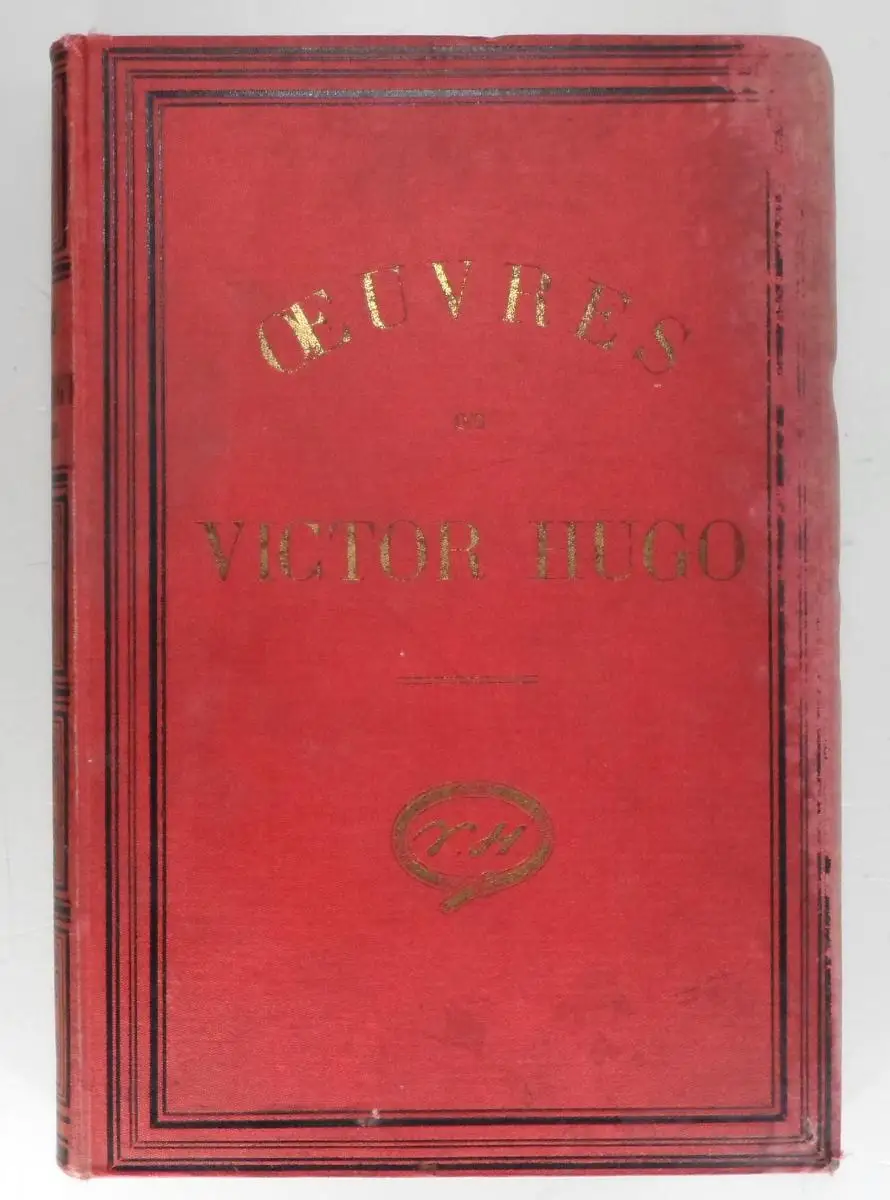 ŒUVRES
DE
VICTOR HUGO
V. H